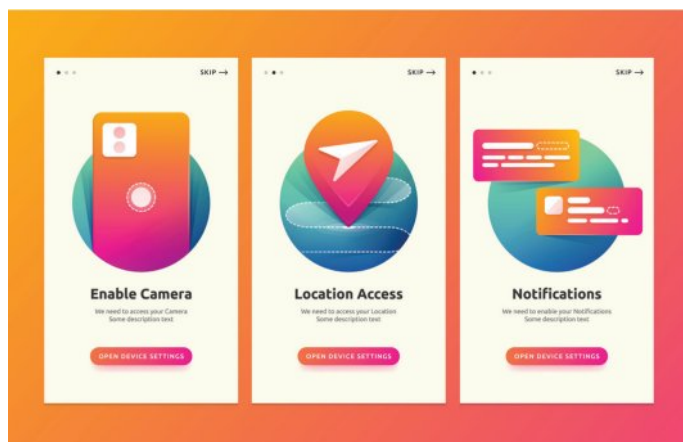 SKIP →
Enable Camera
We need to access your Camera
Some description text
OPEN DEVICE SETTINGS
SKIP →
Location Access
We need to access your Location
Some description text
OPEN DEVICE SETTINGS
SKIP →
Notifications
We need to enable your Notifications
Some description text
OPEN DEVICE SETTINGS